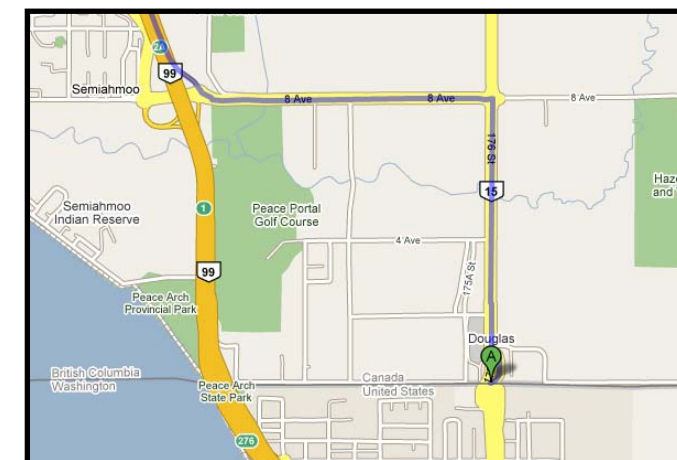 99
Semiahmoo
8 Ave
8 Ave
8 Ave
176 St
15
Semiahmoo
Indian Reserve
1
Peace Portal
Golf Course
4 Ave
99
175A St
Peace Arch
Provincial Park
Douglas
A
British Columbia
Washington
Peace Arch
State Park
Canada
United States
276